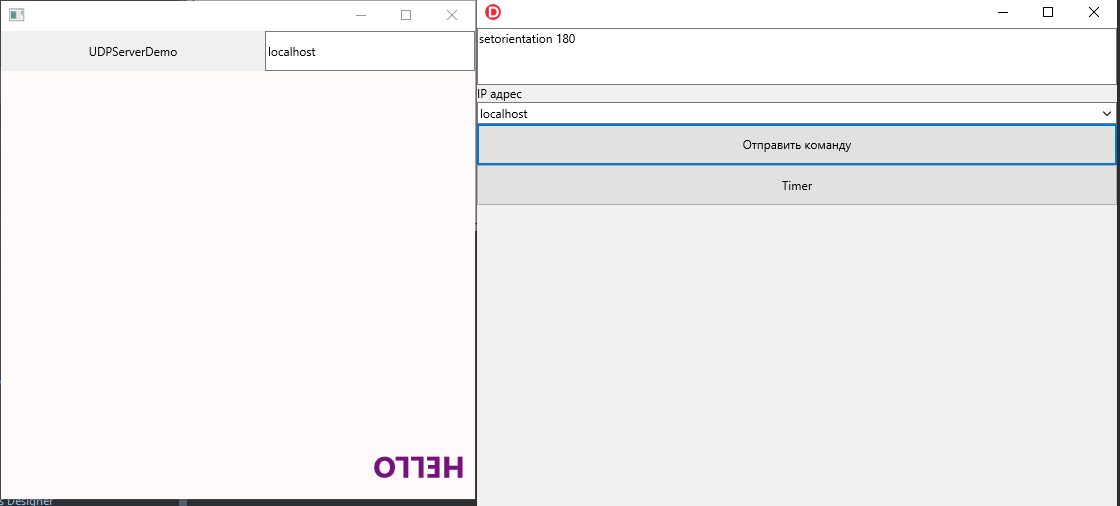 UDPServerDemo
localhost
HELLO
setorientation 180
IP адрес
localhost
Отправить команду
Timer
s Designer